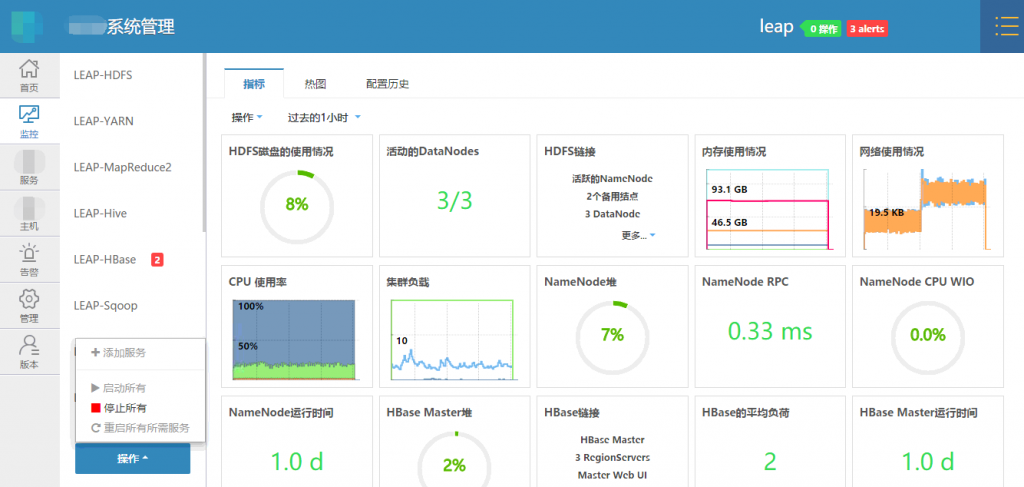 系统管理
leap
0 操作
3 alerts
首页
监控
服务
主机
告警
管理
版本
LEAP-HDFS
LEAP-YARN
LEAP-MapReduce2
LEAP-Hive
LEAP-HBase 2
LEAP-Sqoop
添加服务
启动所有
停止所有
重启所有所需服务
操作
指标 热图 配置历史
操作 过去的1小时
HDFS磁盘的使用情况
8%
活动的DataNodes
3/3
HDFS链接
活跃的NameNode
2个备用结点
3 DataNode
更多...
内存使用情况
93.1 GB
46.5 GB
网络使用情况
19.5 KB
CPU 使用率
100%
50%
集群负载
10
NameNode堆
7%
NameNode RPC
0.33 ms
NameNode CPU WIO
0.0%
NameNode运行时间
1.0 d
HBase Master堆
2%
HBase链接
HBase Master
3 RegionServers
Master Web UI
HBase的平均负荷
2
HBase Master运行时间
1.0 d